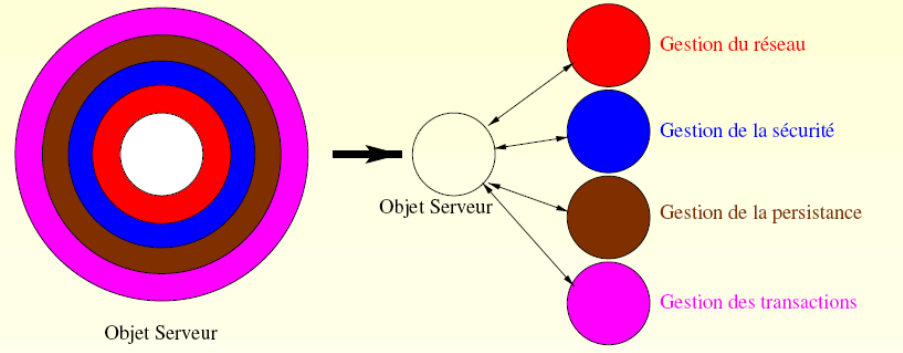 Objet Serveur
Objet Serveur
Gestion du réseau
Gestion de la sécurité
Gestion de la persistance
Gestion des transactions